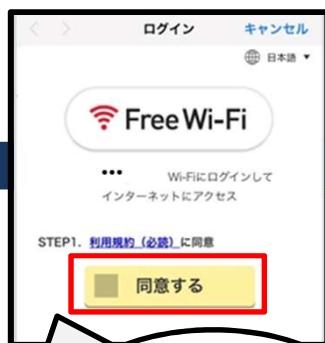 ログイン
キャンセル
日本語
Free Wi-Fi
Wi-Fiにログインして
インターネットにアクセス
STEP1. 利用規約（必読）に同意
同意する